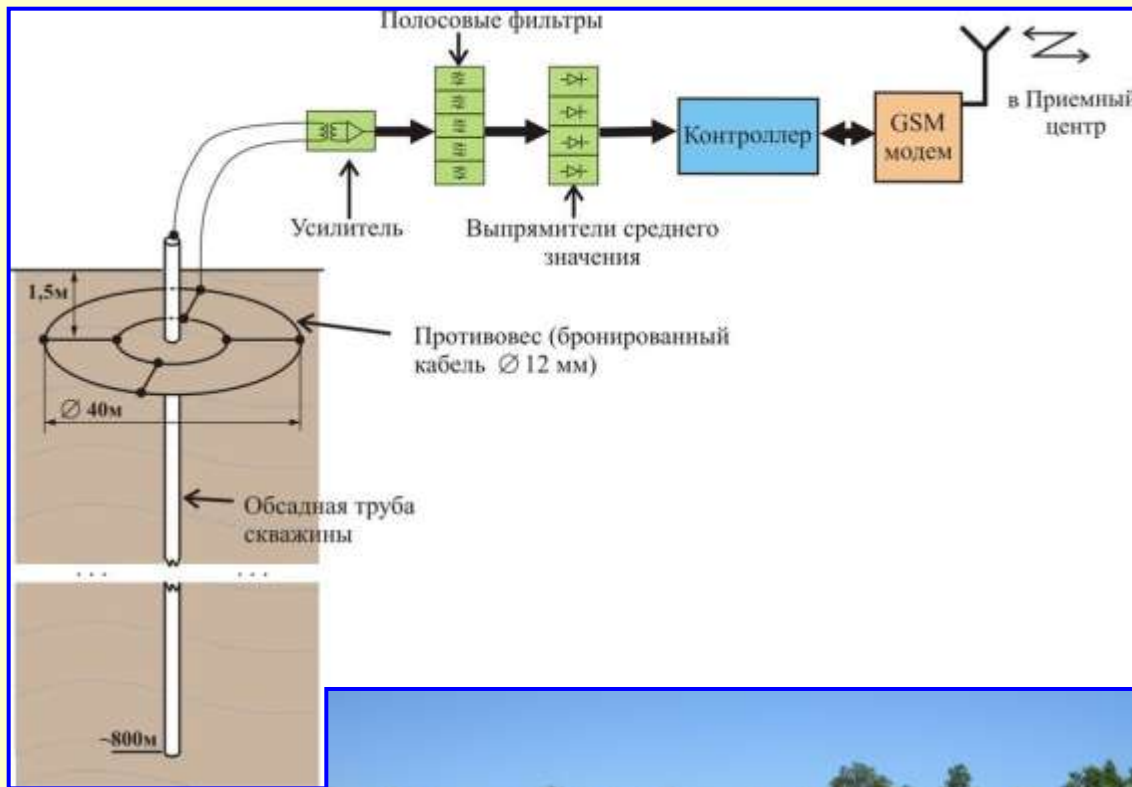 Полосовые фильтры
в Приемный
центр
Контроллер
GSM
модем
Усилитель
Выпрямители среднего
значения
1,5м
Противовес (бронированный
кабель ∅ 12 мм)
∅ 40м
Обсадная труба
скважины
... ...
~800м